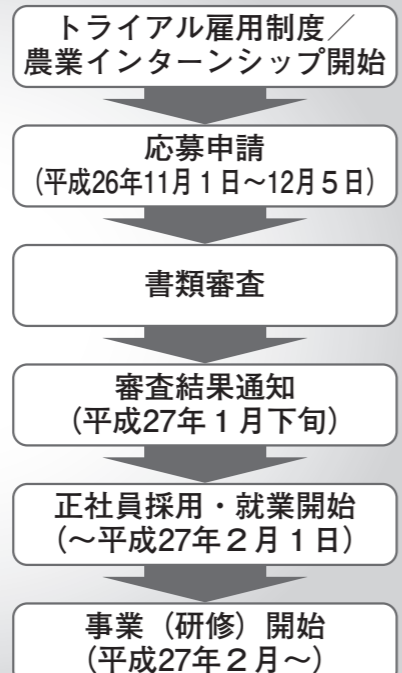 トライアル雇用制度／
農業インターンシップ開始
応募申請
(平成26年11月1日～12月5日)
書類審査
審査結果通知
(平成27年1月下旬)
正社員採用・就業開始
(～平成27年2月1日)
事業（研修）開始
(平成27年2月～)